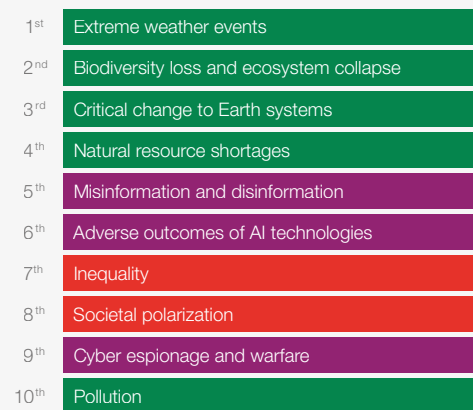 1st Extreme weather events
2nd Biodiversity loss and ecosystem collapse
3rd Critical change to Earth systems
4th Natural resource shortages
5th Misinformation and disinformation
6th Adverse outcomes of AI technologies
7th Inequality
8th Societal polarization
9th Cyber espionage and warfare
10th Pollution